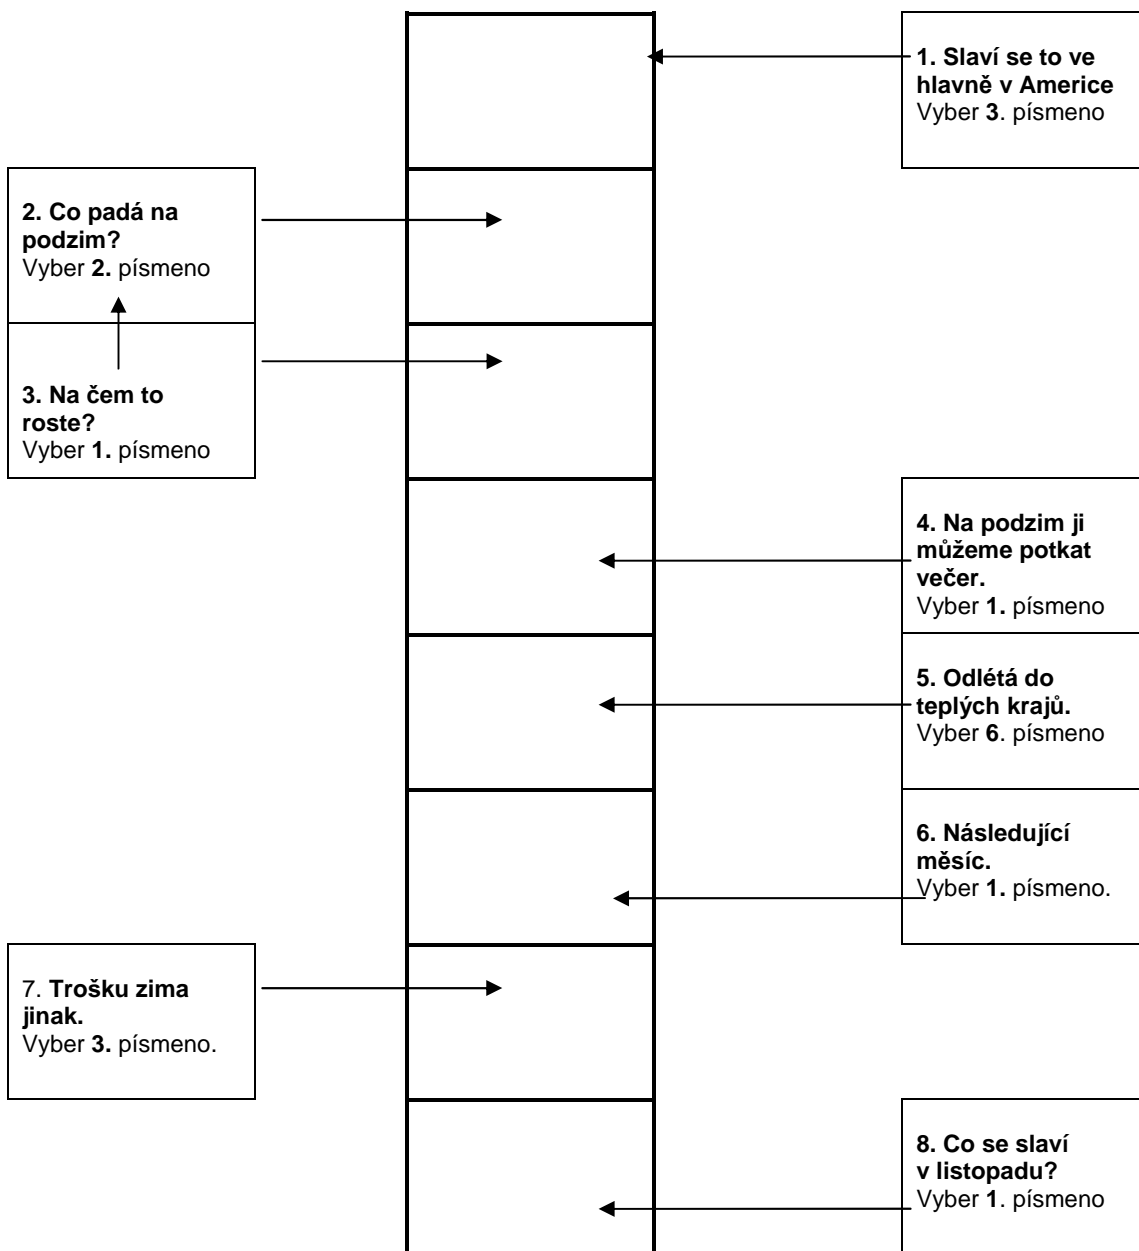 1. Slaví se to ve
hlavně v Americe
Vyber 3. písmeno
2. Co padá na
podzim?
Vyber 2. písmeno
3. Na čem to
roste?
Vyber 1. písmeno
4. Na podzim ji
můžeme potkat
večer.
Vyber 1. písmeno
5. Odlétá do
teplých krajů.
Vyber 6. písmeno
6. Následující
měsíc.
Vyber 1. písmeno.
7. Trošku zima
jinak.
Vyber 3. písmeno.
8. Co se slaví
v listopadu?
Vyber 1. písmeno